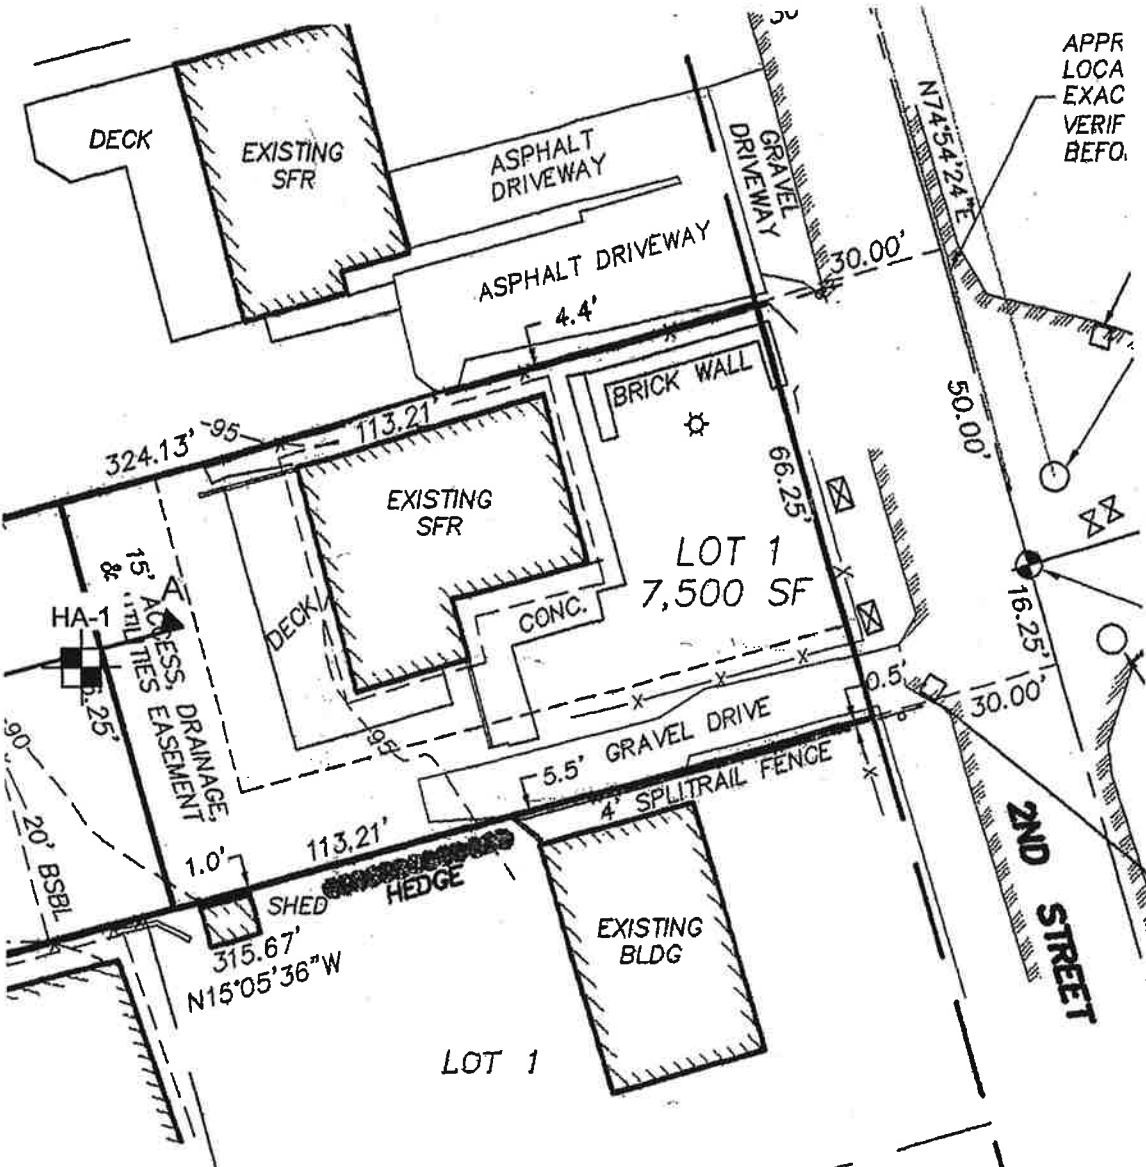 APPR
LOCA
EXAC
VERIF
BEFO
DECK
EXISTING
SFR
ASPHALT
DRIVEWAY
GRAVEL
DRIVEWAY
N74°54'24"E
ASPHALT DRIVEWAY
30.00'
4.4'
BRICK WALL
50.00'
113.21'
-95-
324.13'
EXISTING
SFR
66.25'
LOT 1
7,500 SF
15' ACCESS, DRAINAGE
& UTILITIES EASEMENT
A
HA-1
DECK
CONC.
16.25'
0.5'
30.00'
GRAVEL DRIVE
95
5.5'
4' SPLITRAIL FENCE
-90
20' BSBL
113.21'
1.0'
SHED
HEDGE
315.67'
N15°05'36"W
EXISTING
BLDG
2ND STREET
LOT 1